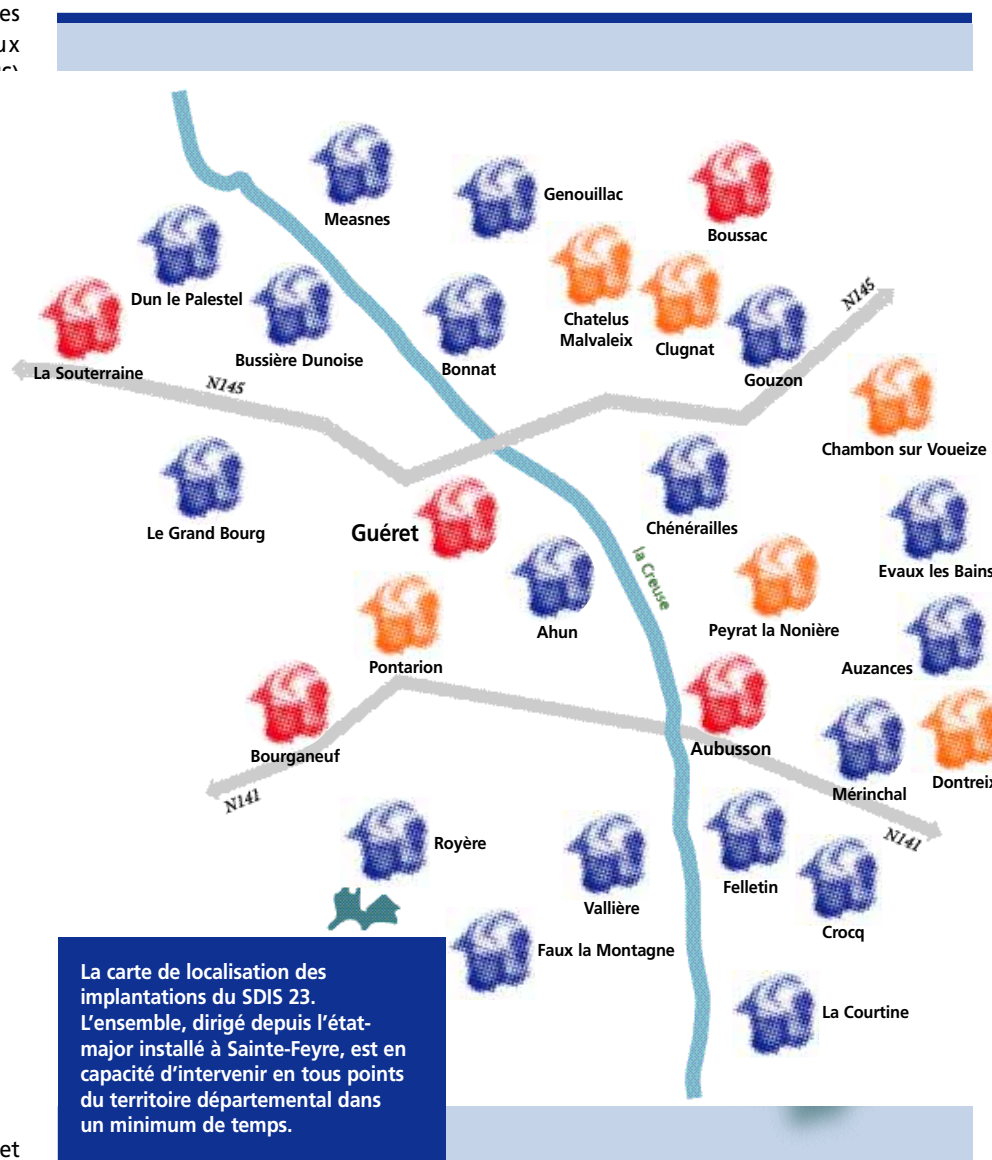 es
ux
Measnes
Genouillac
Boussac
Dun le Palestel
Bussière Dunoise
Bonnat
Chatelus
Malvaleix
Clugnat
Gouzon
N145
La Souterraine
N145
Chambon sur Voueize
Le Grand Bourg
Guéret
Chénérailles
Evaux les Bains
la Creuse
Ahun
Peyrat la Nonière
Pontarion
Auzances
Bourganeuf
Aubusson
Mérinchal
Dontreix
N141
N141
Royère
Vallière
Felletin
Crocq
Faux la Montagne
La Courtine
La carte de localisation des
implantations du SDIS 23.
L’ensemble, dirigé depuis l’état-
major installé à Sainte-Feyre, est en
capacité d’intervenir en tous points
du territoire départemental dans
un minimum de temps.
et